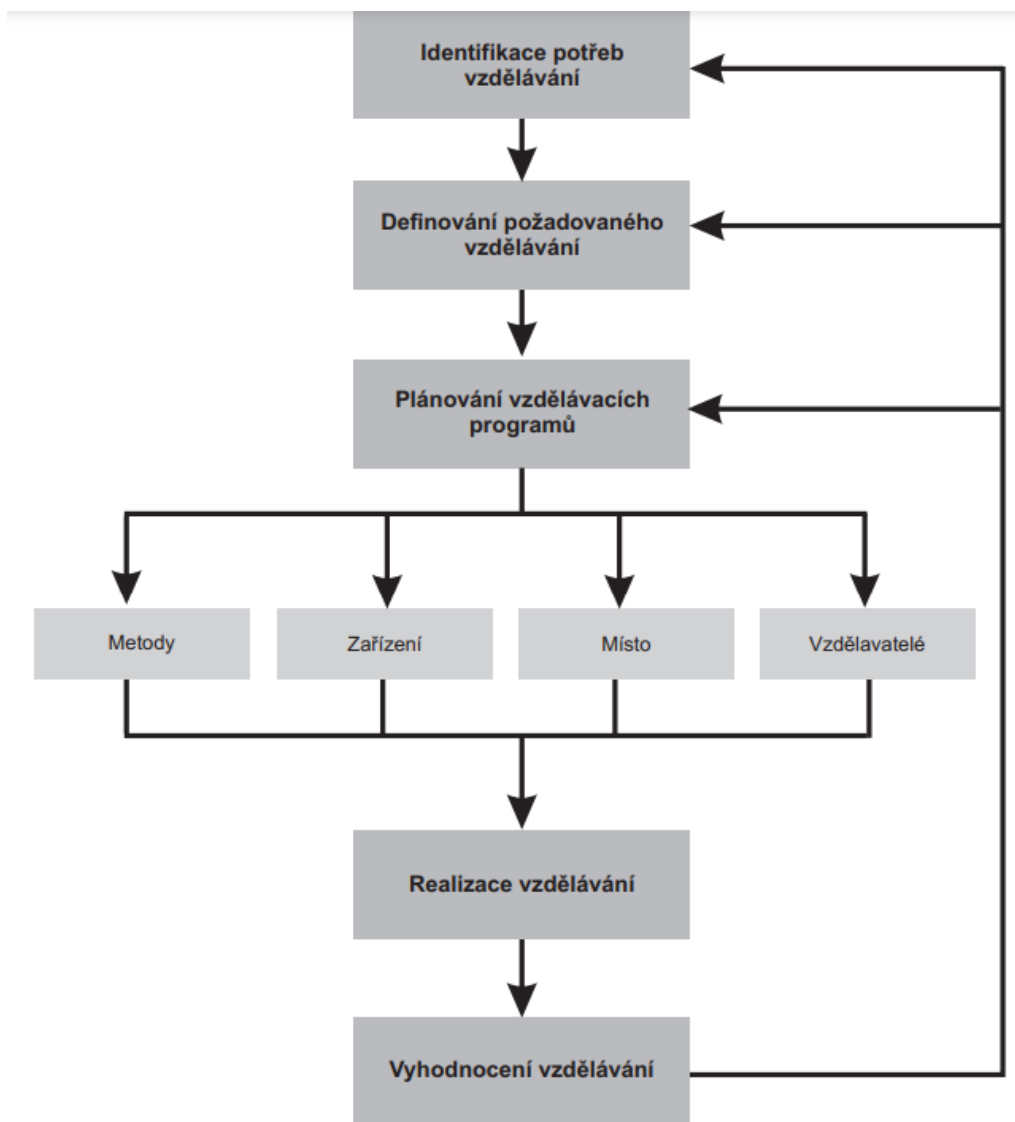 Identifikace potřeb
vzdělávání
Definování požadovaného
vzdělávání
Plánování vzdělávacích
programů
Metody
Zařízení
Místo
Vzdělavatelé
Realizace vzdělávání
Vyhodnocení vzdělávání